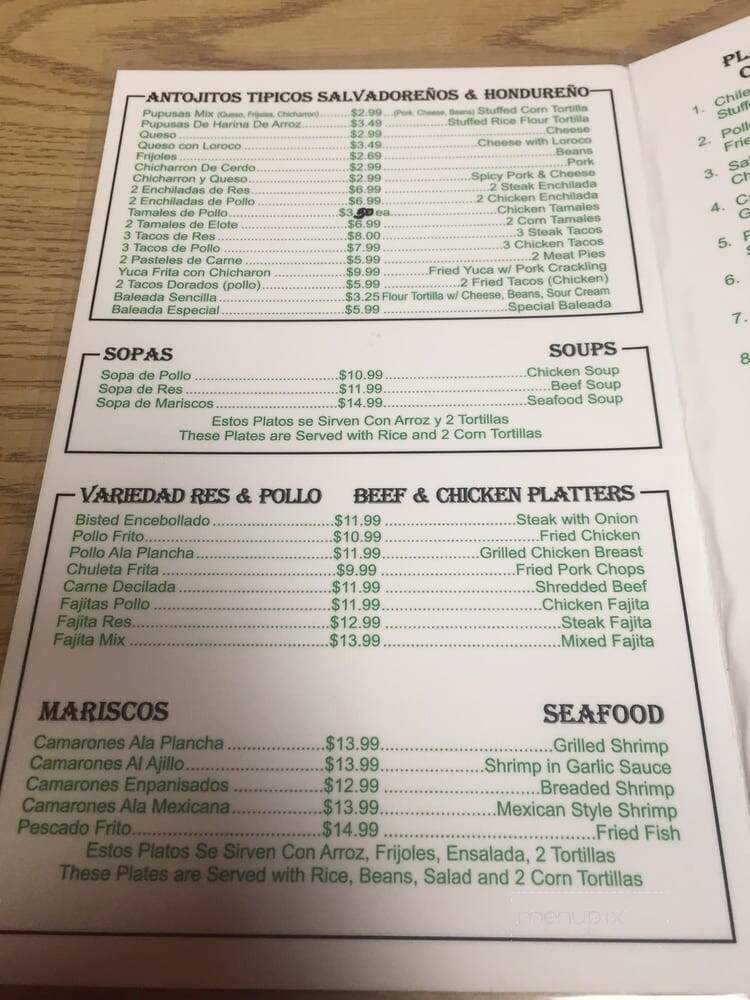 ANTOJITOS TIPICOS SALVADOREÑOS & HONDUREÑO
Pupusas Mix (Queso, Frijoles, Chicharron) $2.99 (Pork, Cheese, Beans) Stuffed Corn Tortilla
Pupusas De Harina De Arroz $3.49 Stuffed Rice Flour Tortilla
Queso $2.99 Cheese
Queso con Loroco $3.49 Cheese with Loroco
Frijoles $2.69 Beans
Chicharron De Cerdo $2.99 Pork
Chicharron y Queso $2.99 Spicy Pork & Cheese
2 Enchiladas de Res $6.99 2 Steak Enchilada
2 Enchiladas de Pollo $6.99 2 Chicken Enchilada
Tamales de Pollo $3.50 ea Chicken Tamales
2 Tamales de Elote $6.99 2 Corn Tamales
3 Tacos de Res $8.00 3 Steak Tacos
3 Tacos de Pollo $7.99 3 Chicken Tacos
2 Pasteles de Carne $5.99 2 Meat Pies
Yuca Frita con Chicharon $9.99 Fried Yuca w/ Pork Crackling
2 Tacos Dorados (pollo) $5.99 2 Fried Tacos (Chicken)
Baleada Sencilla $3.25 Flour Tortilla w/ Cheese, Beans, Sour Cream
Baleada Especial $5.99 Special Baleada
SOPAS SOUPS
Sopa de Pollo $10.99 Chicken Soup
Sopa de Res $11.99 Beef Soup
Sopa de Mariscos $14.99 Seafood Soup
Estos Platos se Sirven Con Arroz y 2 Tortillas
These Plates are Served with Rice and 2 Corn Tortillas
VARIEDAD RES & POLLO BEEF & CHICKEN PLATTERS
Bisted Encebollado $11.99 Steak with Onion
Pollo Frito $10.99 Fried Chicken
Pollo Ala Plancha $11.99 Grilled Chicken Breast
Chuleta Frita $9.99 Fried Pork Chops
Carne Decilada $11.99 Shredded Beef
Fajitas Pollo $11.99 Chicken Fajita
Fajita Res $12.99 Steak Fajita
Fajita Mix $13.99 Mixed Fajita
MARISCOS SEAFOOD
Camarones Ala Plancha $13.99 Grilled Shrimp
Camarones Al Ajillo $13.99 Shrimp in Garlic Sauce
Camarones Enpanisados $12.99 Breaded Shrimp
Camarones Ala Mexicana $13.99 Mexican Style Shrimp
Pescado Frito $14.99 Fried Fish
Estos Platos Se Sirven Con Arroz, Frijoles, Ensalada, 2 Tortillas
These Plates are Served with Rice, Beans, Salad and 2 Corn Tortillas
menupix
1. Chile
2.
3.
4.
5.
6.
7.
8